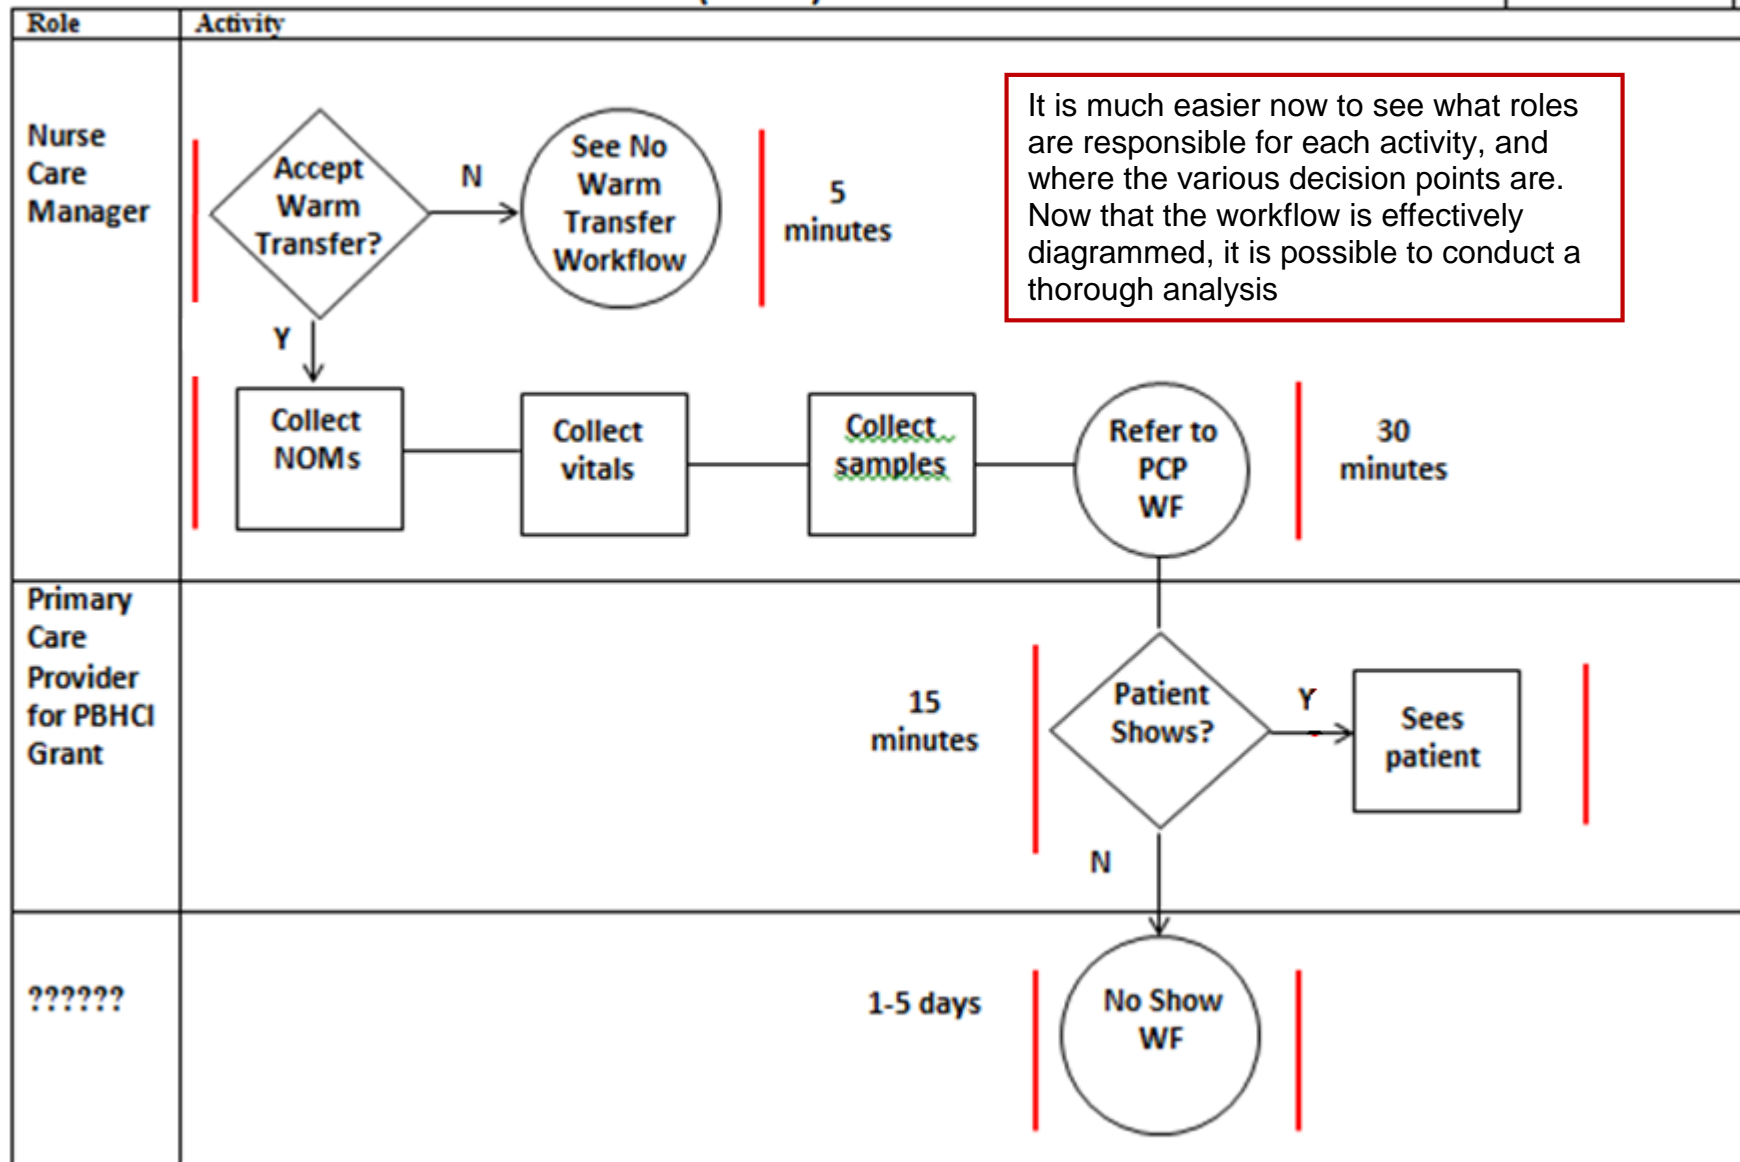 Role
Activity
Nurse
Care
Manager
Accept
Warm
Transfer?
N
See No
Warm
Transfer
Workflow
5
minutes
It is much easier now to see what roles
are responsible for each activity, and
where the various decision points are.
Now that the workflow is effectively
diagrammed, it is possible to conduct a
thorough analysis
Y
Collect
NOMs
Collect
vitals
Collect
samples
Refer to
PCP
WF
30
minutes
Primary
Care
Provider
for PBHCI
Grant
15
minutes
Patient
Shows?
Y
Sees
patient
N
??????
1-5 days
No Show
WF